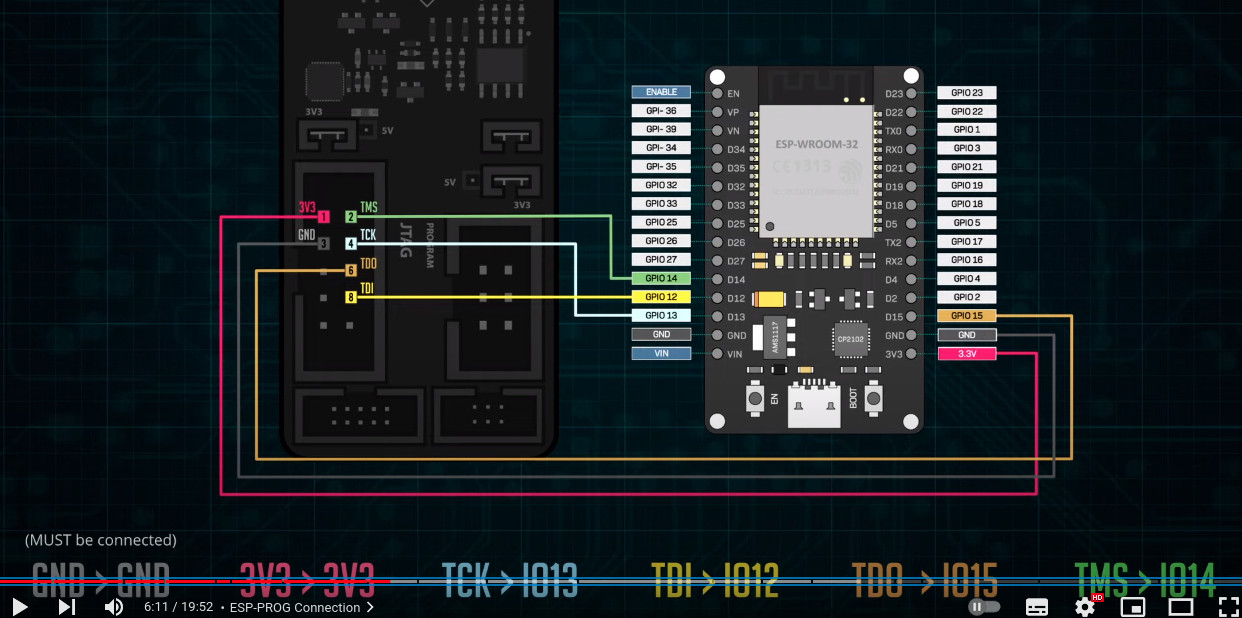 3V3
5V
5V
3V3
3V3 1 2 TMS
GND 3 4 TCK
6 TDO
8 TDI
JTAG
PROGRAM
ENABLE
GPI- 36
GPI- 39
GPI- 34
GPI- 35
GPIO 32
GPIO 33
GPIO 25
GPIO 26
GPIO 27
GPIO 14
GPIO 12
GPIO 13
GND
VIN
EN
VP
VN
D34
D35
D32
D33
D25
D26
D27
D14
D12
D13
GND
VIN
ESP-WROOM-32
CE1313
AMS1117
CP2102
EN
BOOT
D23
D22
TX0
RX0
D21
D19
D18
D5
TX2
RX2
D4
D2
D15
GND
3V3
GPIO 23
GPIO 22
GPIO 1
GPIO 3
GPIO 21
GPIO 19
GPIO 18
GPIO 5
GPIO 17
GPIO 16
GPIO 4
GPIO 2
GPIO 15
GND
3.3V
(MUST be connected)
GND > GND 3V3 > 3V3 TCK > IO13 TDI > IO12 TDO > IO15 TMS > IO14
6:11 / 19:52 • ESP-PROG Connection >
HD